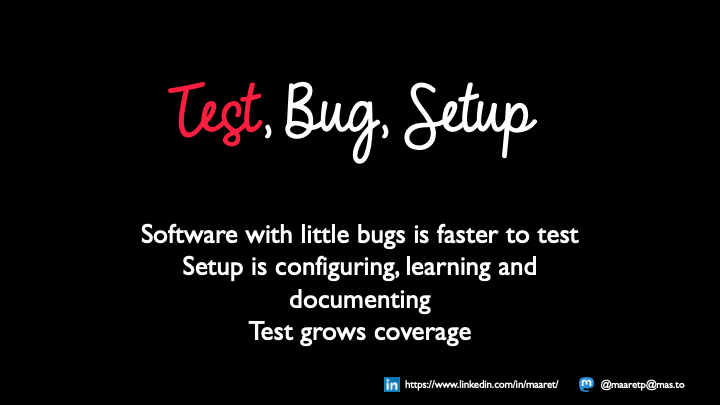 Test, Bug, Setup
Software with little bugs is faster to test
Setup is configuring, learning and
documenting
Test grows coverage
https://www.linkedin.com/in/maaret/ @maaretp@mas.to